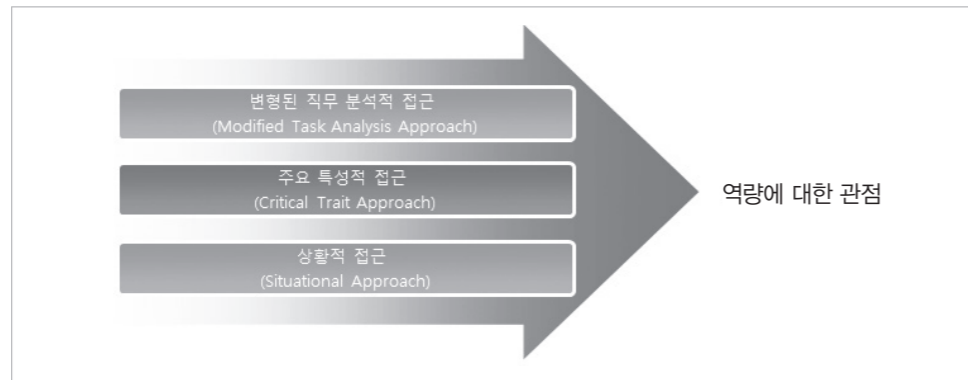 변형된 직무 분석적 접근
(Modified Task Analysis Approach)
주요 특성적 접근
(Critical Trait Approach)
상황적 접근
(Situational Approach)
역량에 대한 관점